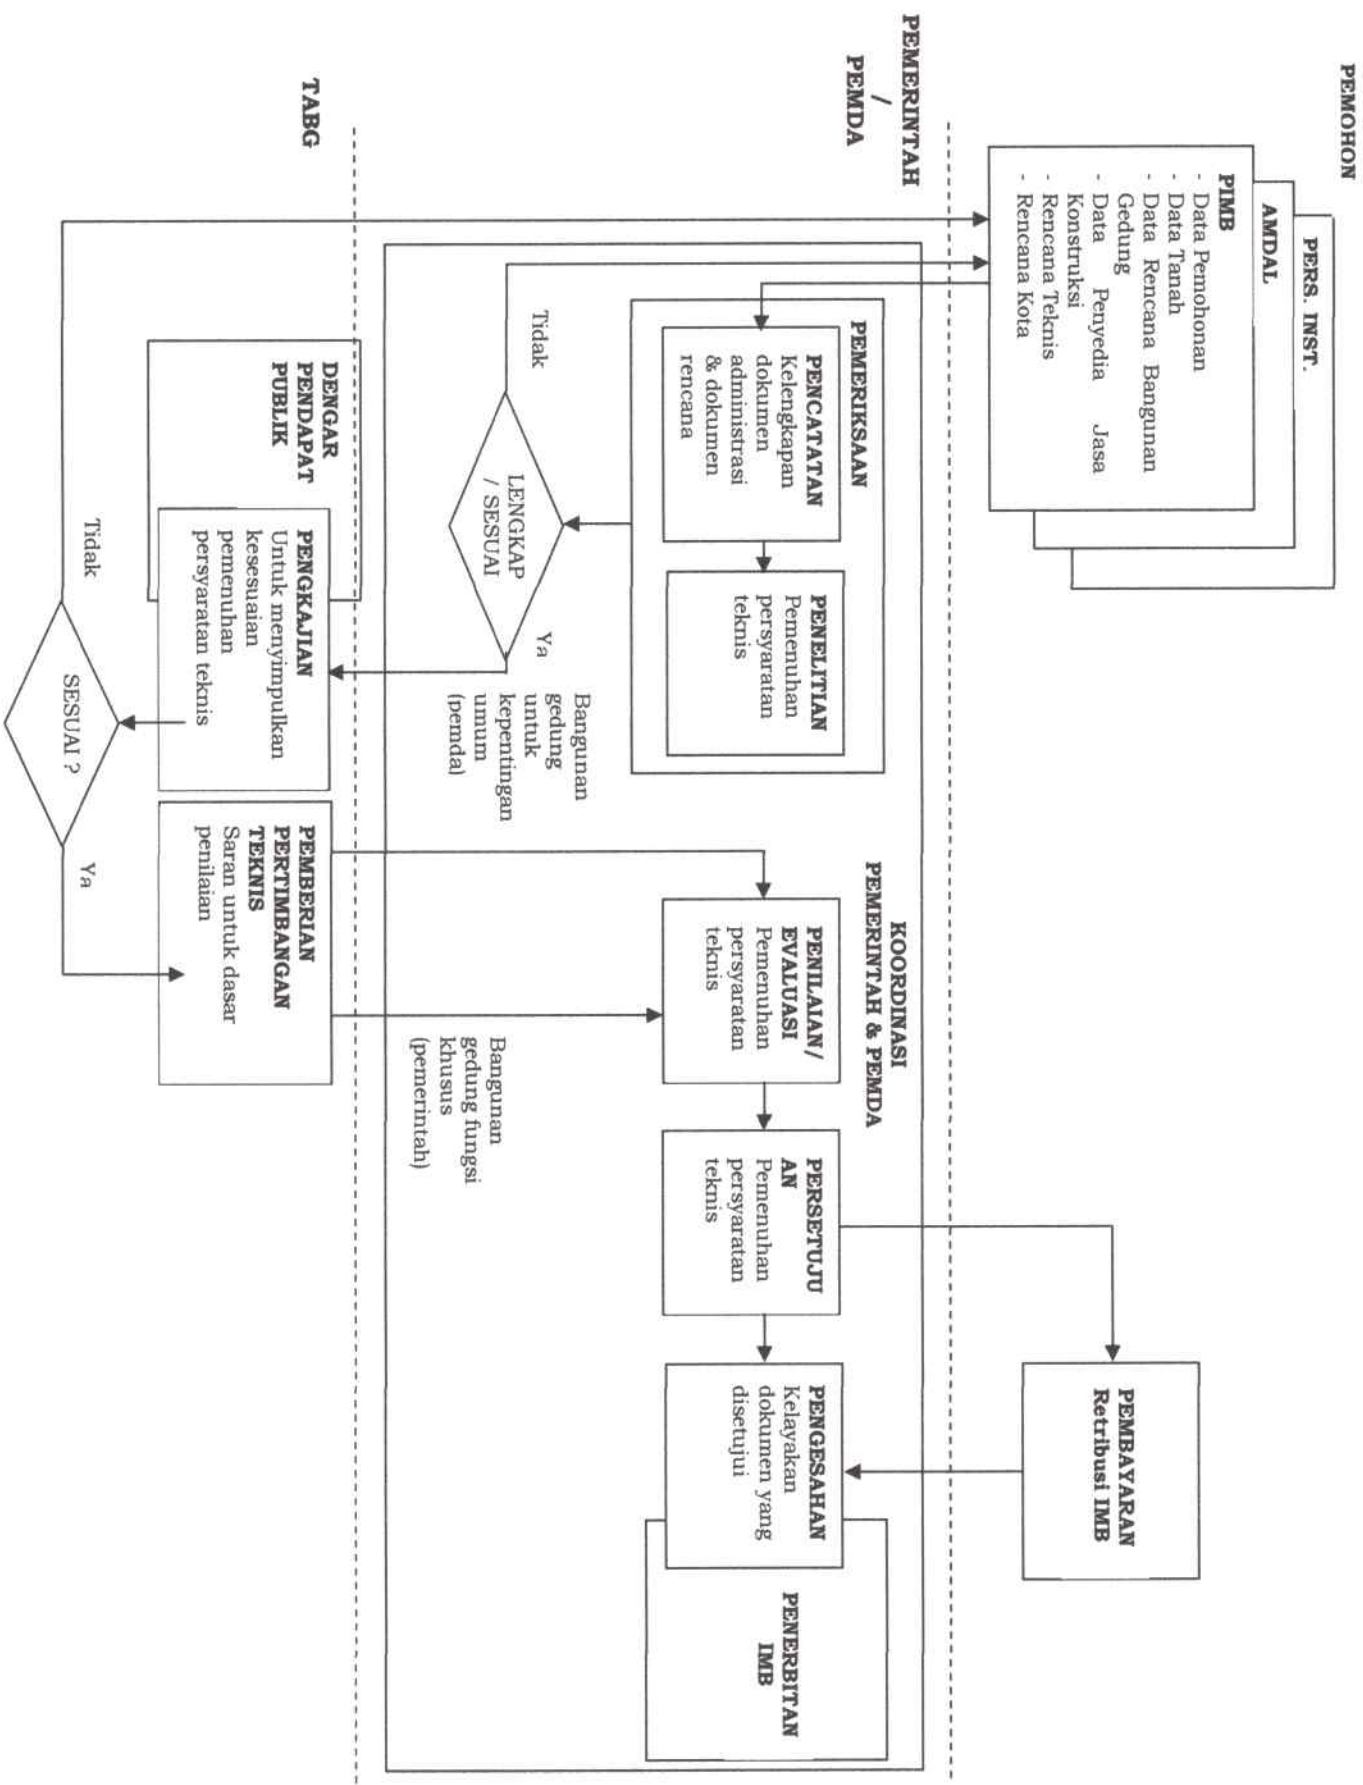 PEMOHON
PERS. INST.
AMDAL
PIMB
- Data Pemohonan
- Data Tanah
- Data Rencana Bangunan
Gedung
- Data Penyedia Jasa
Konstruksi
- Rencana Teknis
- Rencana Kota
PEMBAYARAN
Retribusi IMB
PEMERINTAH
/
PEMDA
PEMERIKSAAN
PENCATATAN
Kelengkapan
dokumen
administrasi
& dokumen
rencana
PENELITIAN
Pemenuhan
persyaratan
teknis
KOORDINASI
PEMERINTAH & PEMDA
PENILAIAN/
EVALUASI
Pemenuhan
persyaratan
teknis
PERSETUJU
AN
Pemenuhan
persyaratan
teknis
PENGESAHAN
Kelayakan
dokumen yang
disetujui
PENERBITAN
IMB
Tidak
LENGKAP
/ SESUAI
Ya
Bangunan
gedung
untuk
kepentingan
umum
(pemda)
Bangunan
gedung fungsi
khusus
(pemerintah)
TABG
DENGAR
PENDAPAT
PUBLIK
PENGKAJIAN
Untuk menyimpulkan
kesesuaian
pemenuhan
persyaratan teknis
PEMBERIAN
PERTIMBANGAN
TEKNIS
Saran untuk dasar
penilaian
Tidak
SESUAI ?
Ya